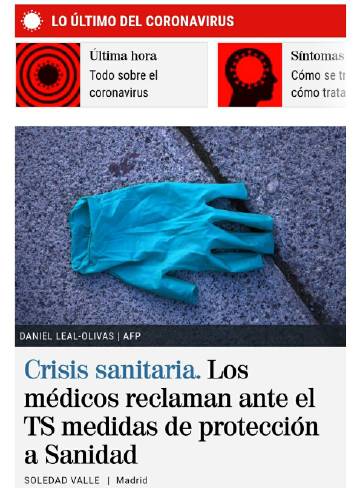 LO ÚLTIMO DEL CORONAVIRUS
Última hora
Todo sobre el
coronavirus
Síntomas
Cómo se
cómo trata
DANIEL LEAL-OLIVAS | AFP
Crisis sanitaria. Los
médicos reclaman ante el
TS medidas de protección
a Sanidad
SOLEDAD VALLE | Madrid